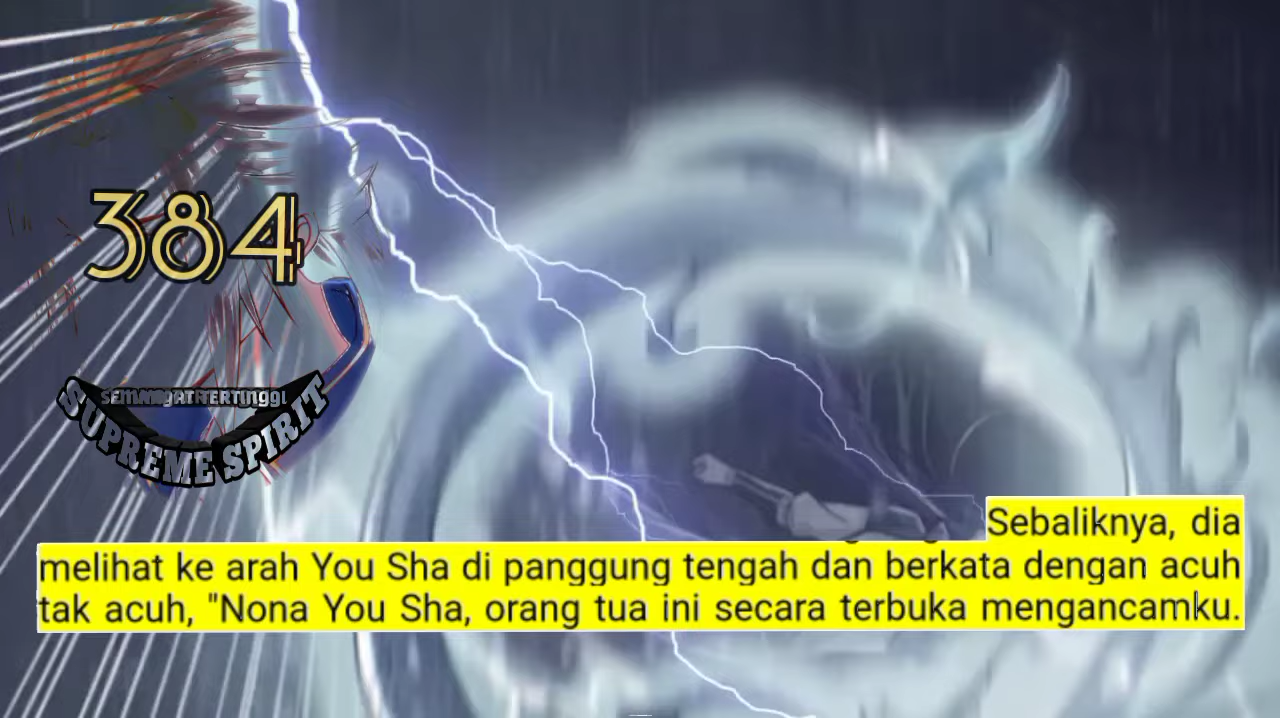 384
SEMANGAT TERTINGGI
SUPREME SPIRIT
Sebaliknya, dia
melihat ke arah You Sha di panggung tengah dan berkata dengan acuh
tak acuh, "Nona You Sha, orang tua ini secara terbuka mengancamku.